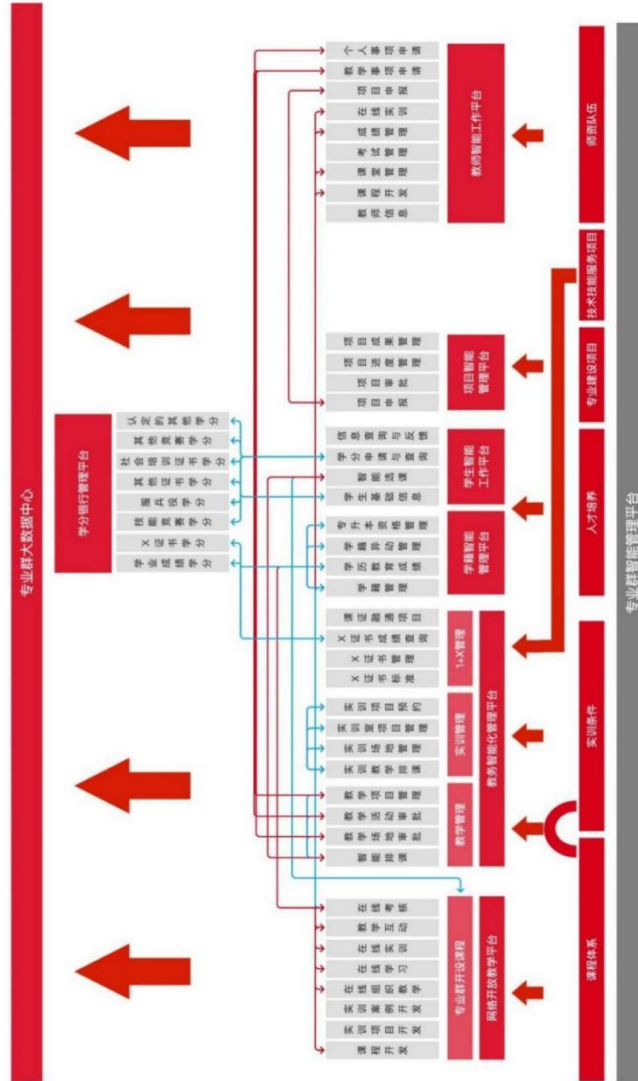 专业群大数据中心
学分银行管理平台
学业成绩学分
X证书学分
技能竞赛学分
服兵役学分
其他证书学分
社会培训证书学分
其他竞赛学分
认定的其他学分
课程开发
实训项目开发
实训案例开发
在线组织教学
在线学习
在线实训
教学互动
在线考核
智能排课
教学场地审批
教学活动审批
教学项目管理
实训教学排课
实训场地管理
实训室项目管理
实训项目预约
X证书标准
X证书管理
X证书成绩查询
课证融通项目
学籍管理
学历教育成绩
学籍异动管理
专升本资格管理
学生基础信息
智能选课
学分申请与查询
信息查询与反馈
项目申报
项目审批
项目进度管理
项目成果管理
教师信息
课程开发
课堂管理
考试管理
成绩管理
在线实训
项目申报
教学事项申请
个人事项申请
专业群开设课程
教学管理
实训管理
1+X管理
网络开放教学平台
教务智能化管理平台
学籍智能
管理平台
学生智能
工作平台
项目智能
管理平台
教师智能工作平台
课程体系
实训条件
人才培养
专业建设项目
技术技能服务项目
师资队伍
专业群智能管理平台